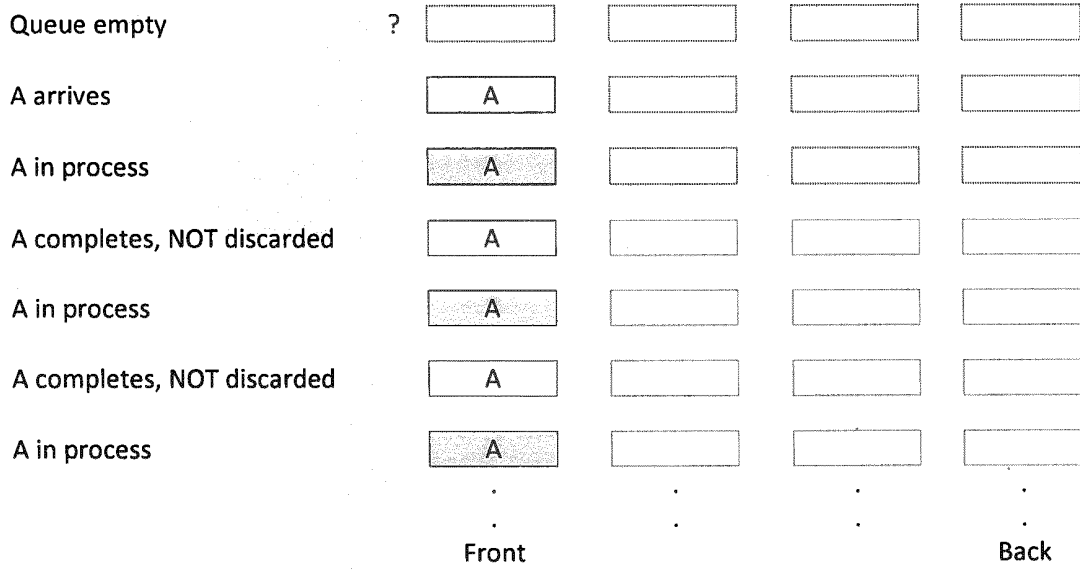 Queue empty ?
A arrives A
A in process A
A completes, NOT discarded A
A in process A
A completes, NOT discarded A
A in process A
. . . .
. . . .
Front Back